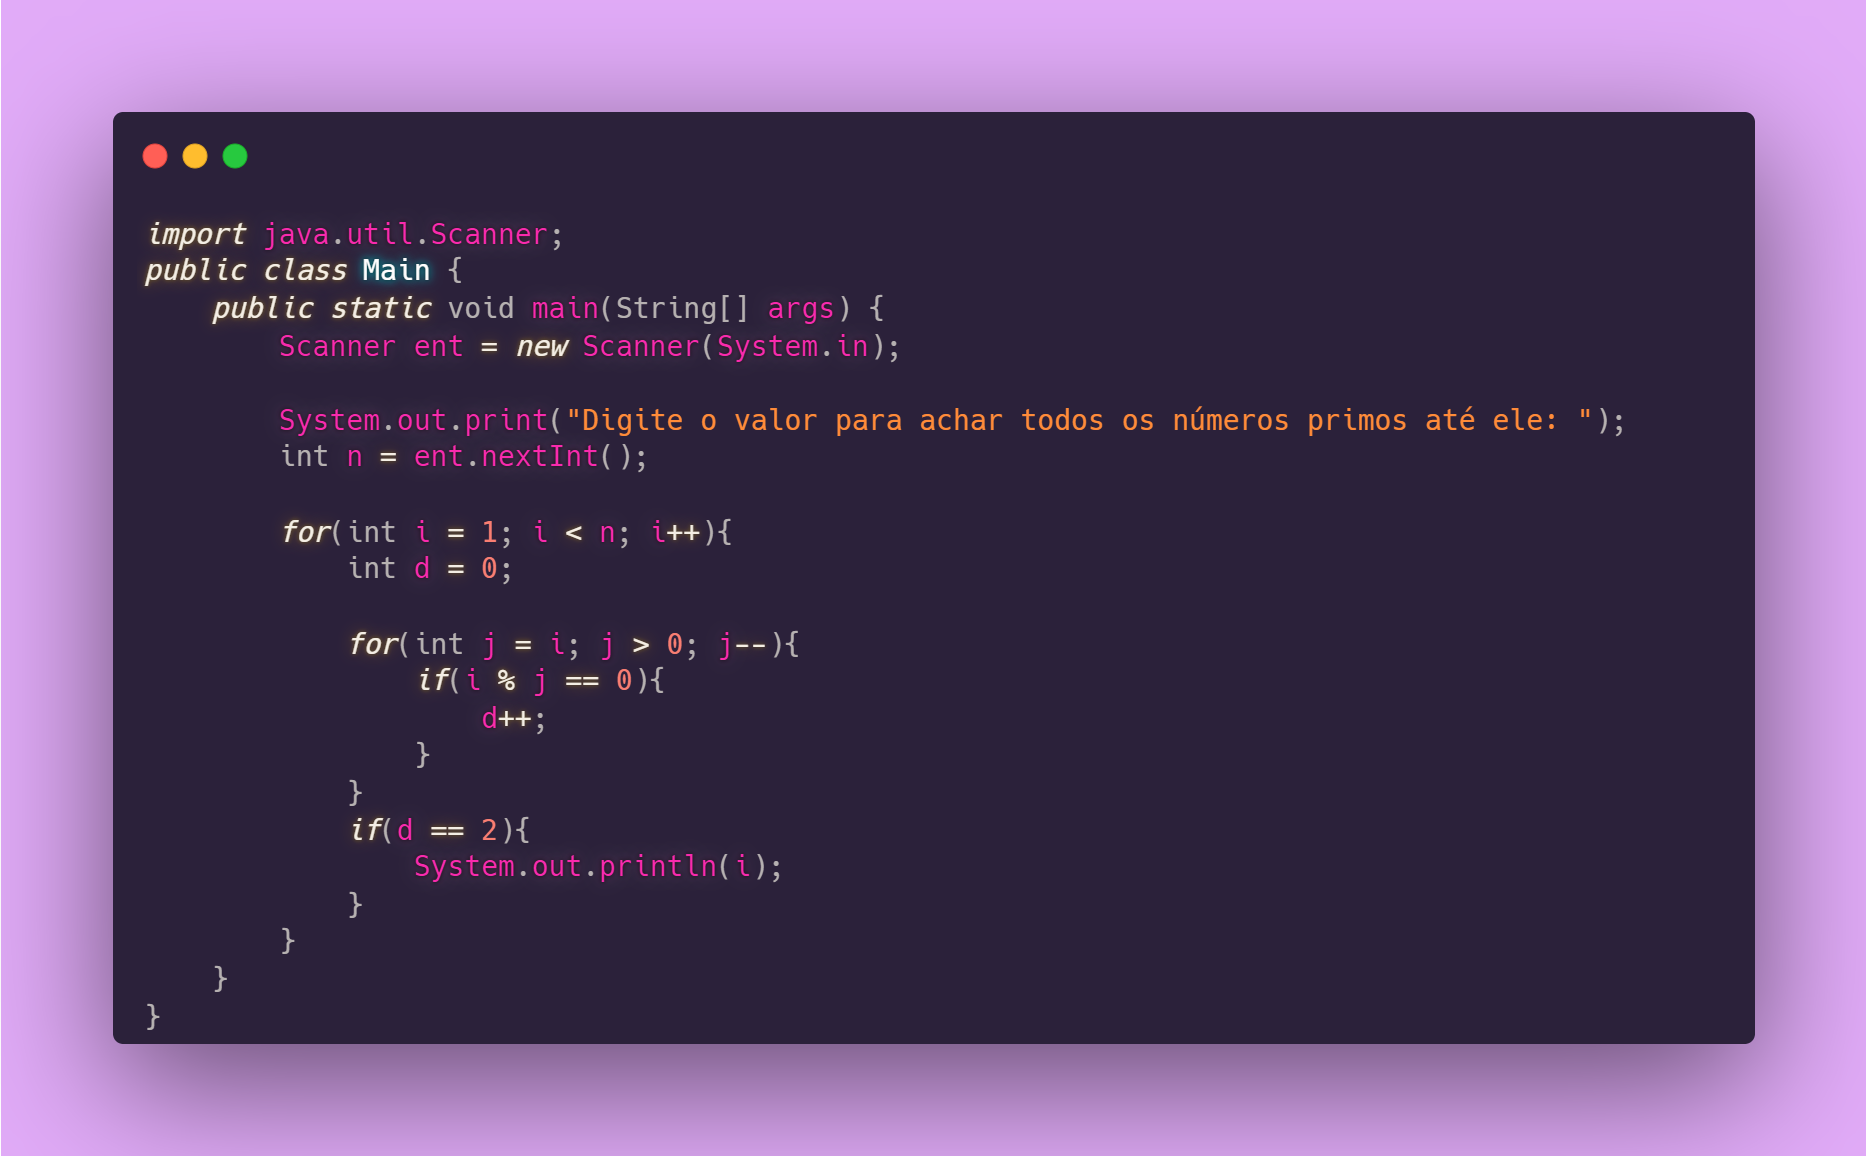 import java.util.Scanner;
public class Main {
    public static void main(String[] args) {
        Scanner ent = new Scanner(System.in);

        System.out.print("Digite o valor para achar todos os números primos até ele: ");
        int n = ent.nextInt();

        for(int i = 1; i < n; i++){
            int d = 0;

            for(int j = i; j > 0; j--){
                if(i % j == 0){
                    d++;
                }
            }
            if(d == 2){
                System.out.println(i);
            }
        }
    }
}